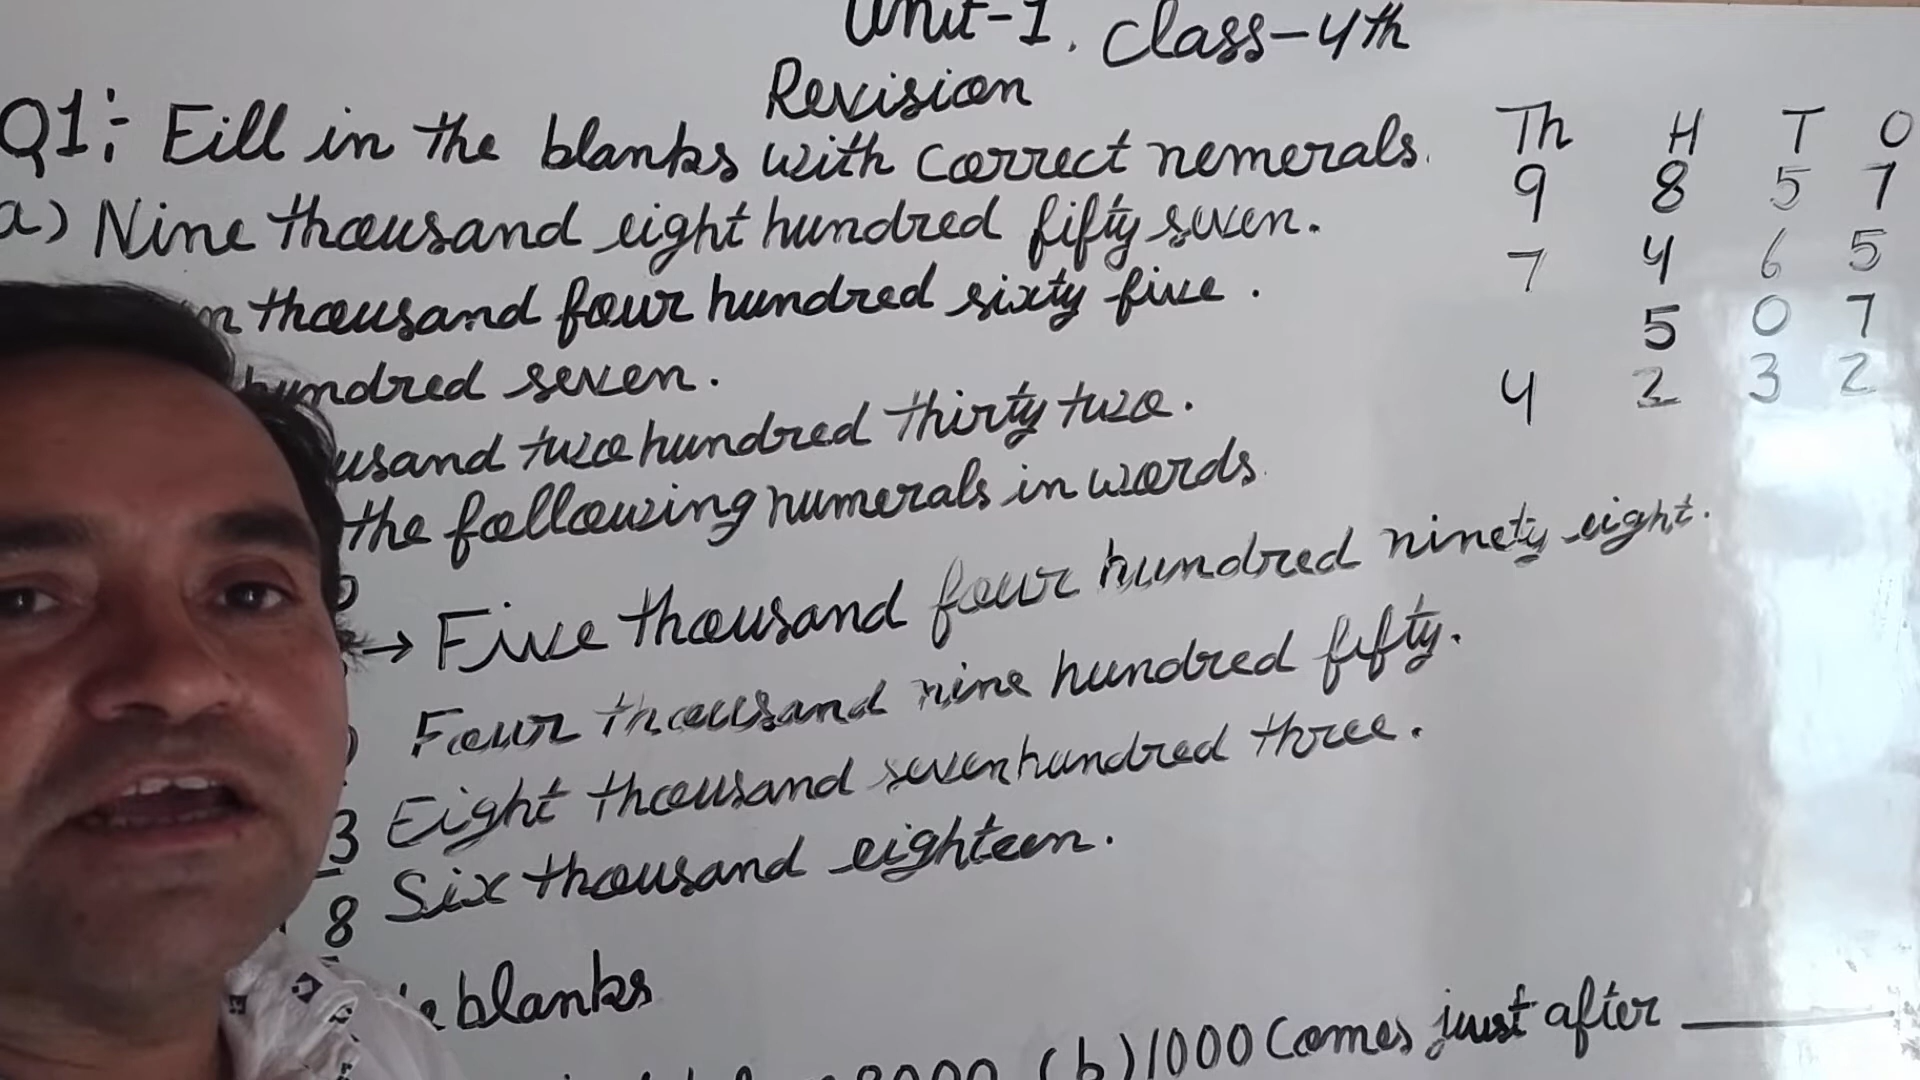 Unit-1. Class-4th
Revision
Q1:- Fill in the blanks with correct nemerals.
Th H T O
a) Nine thousand eight hundred fifty seven.
9 8 5 7
thousand four hundred sixty five.
7 4 6 5
hundred seven.
5 0 7
two hundred thirty two.
4 2 3 2
the following numerals in words.
→ Five thousand four hundred ninety eight.
Four thousand nine hundred fifty.
3 Eight thousand seven hundred three.
8 Six thousand eighteen.
blanks
(b) 1000 Comes just after